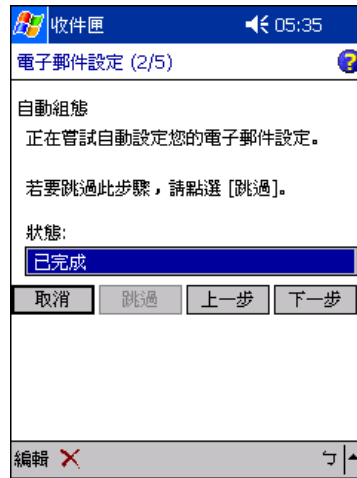 收件匣 05:35
電子郵件設定 (2/5)
自動組態
正在嘗試自動設定您的電子郵件設定。
若要跳過此步驟，請點選 [跳過]。
狀態:
已完成
取消 跳過 上一步 下一步
編輯 ㄅ